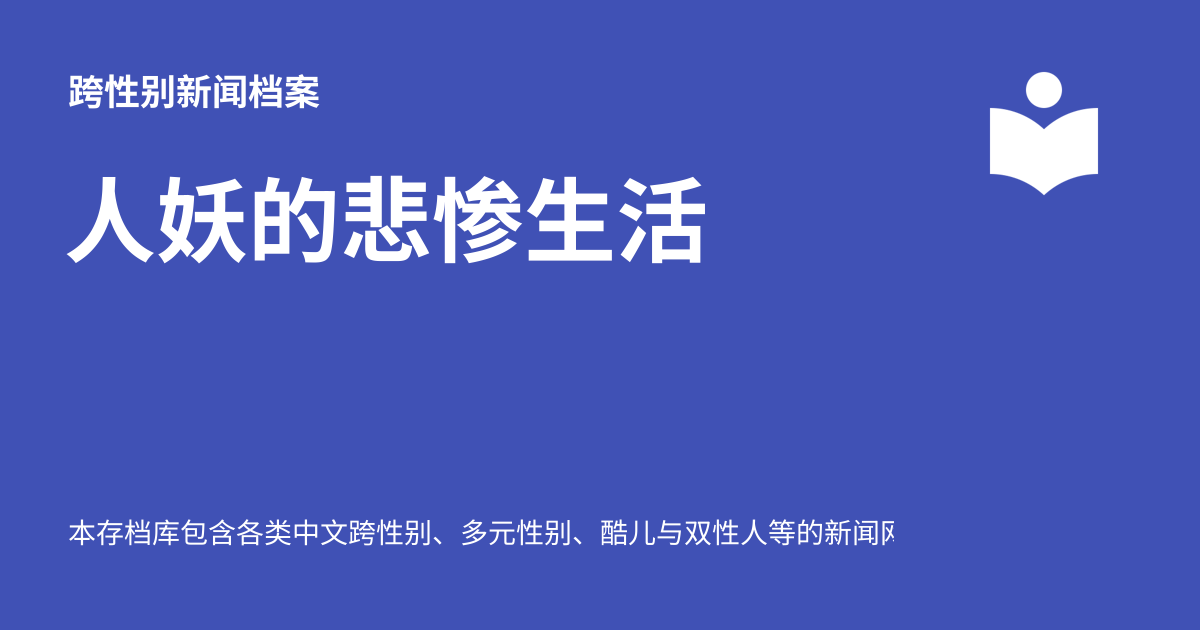 跨性别新闻档案
人妖的悲惨生活
本存档库包含各类中文跨性别、多元性别、酷儿与双性人等的新闻